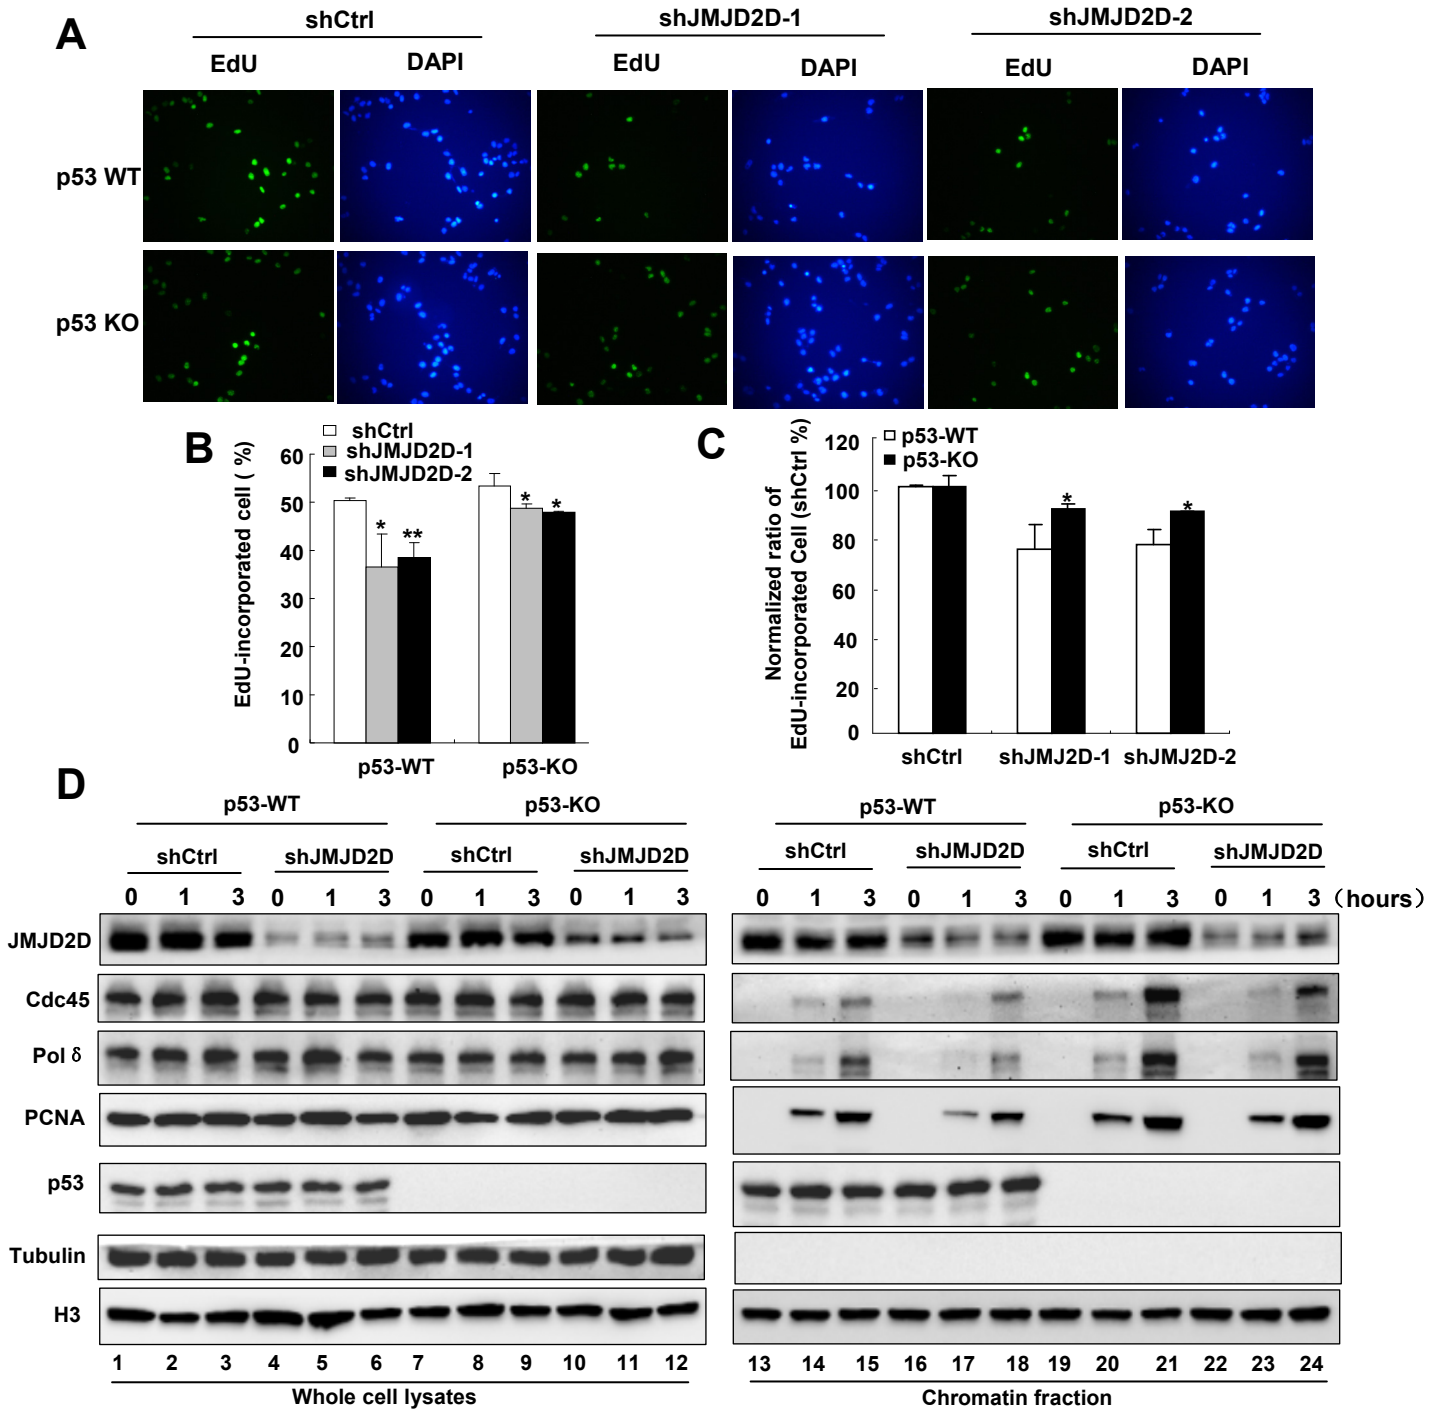 A
shCtrl shJMJD2D-1 shJMJD2D-2
EdU DAPI EdU DAPI EdU DAPI
p53 WT
p53 KO
B
EdU-incorporated cell ( %)
60
50
40
30
20
10
0
shCtrl
shJMJD2D-1
shJMJD2D-2
* ** * *
p53-WT p53-KO
C
Normalized ratio of
EdU-incorporated Cell (shCtrl %)
120
100
80
60
40
20
0
p53-WT
p53-KO
* *
shCtrl shJMJ2D-1 shJMJ2D-2
D
p53-WT p53-KO p53-WT p53-KO
shCtrl shJMJD2D shCtrl shJMJD2D shCtrl shJMJD2D shCtrl shJMJD2D
0 1 3 0 1 3 0 1 3 0 1 3 0 1 3 0 1 3 0 1 3 0 1 3 (hours)
JMJD2D
Cdc45
Pol δ
PCNA
p53
Tubulin
H3
1 2 3 4 5 6 7 8 9 10 11 12 13 14 15 16 17 18 19 20 21 22 23 24
Whole cell lysates Chromatin fraction